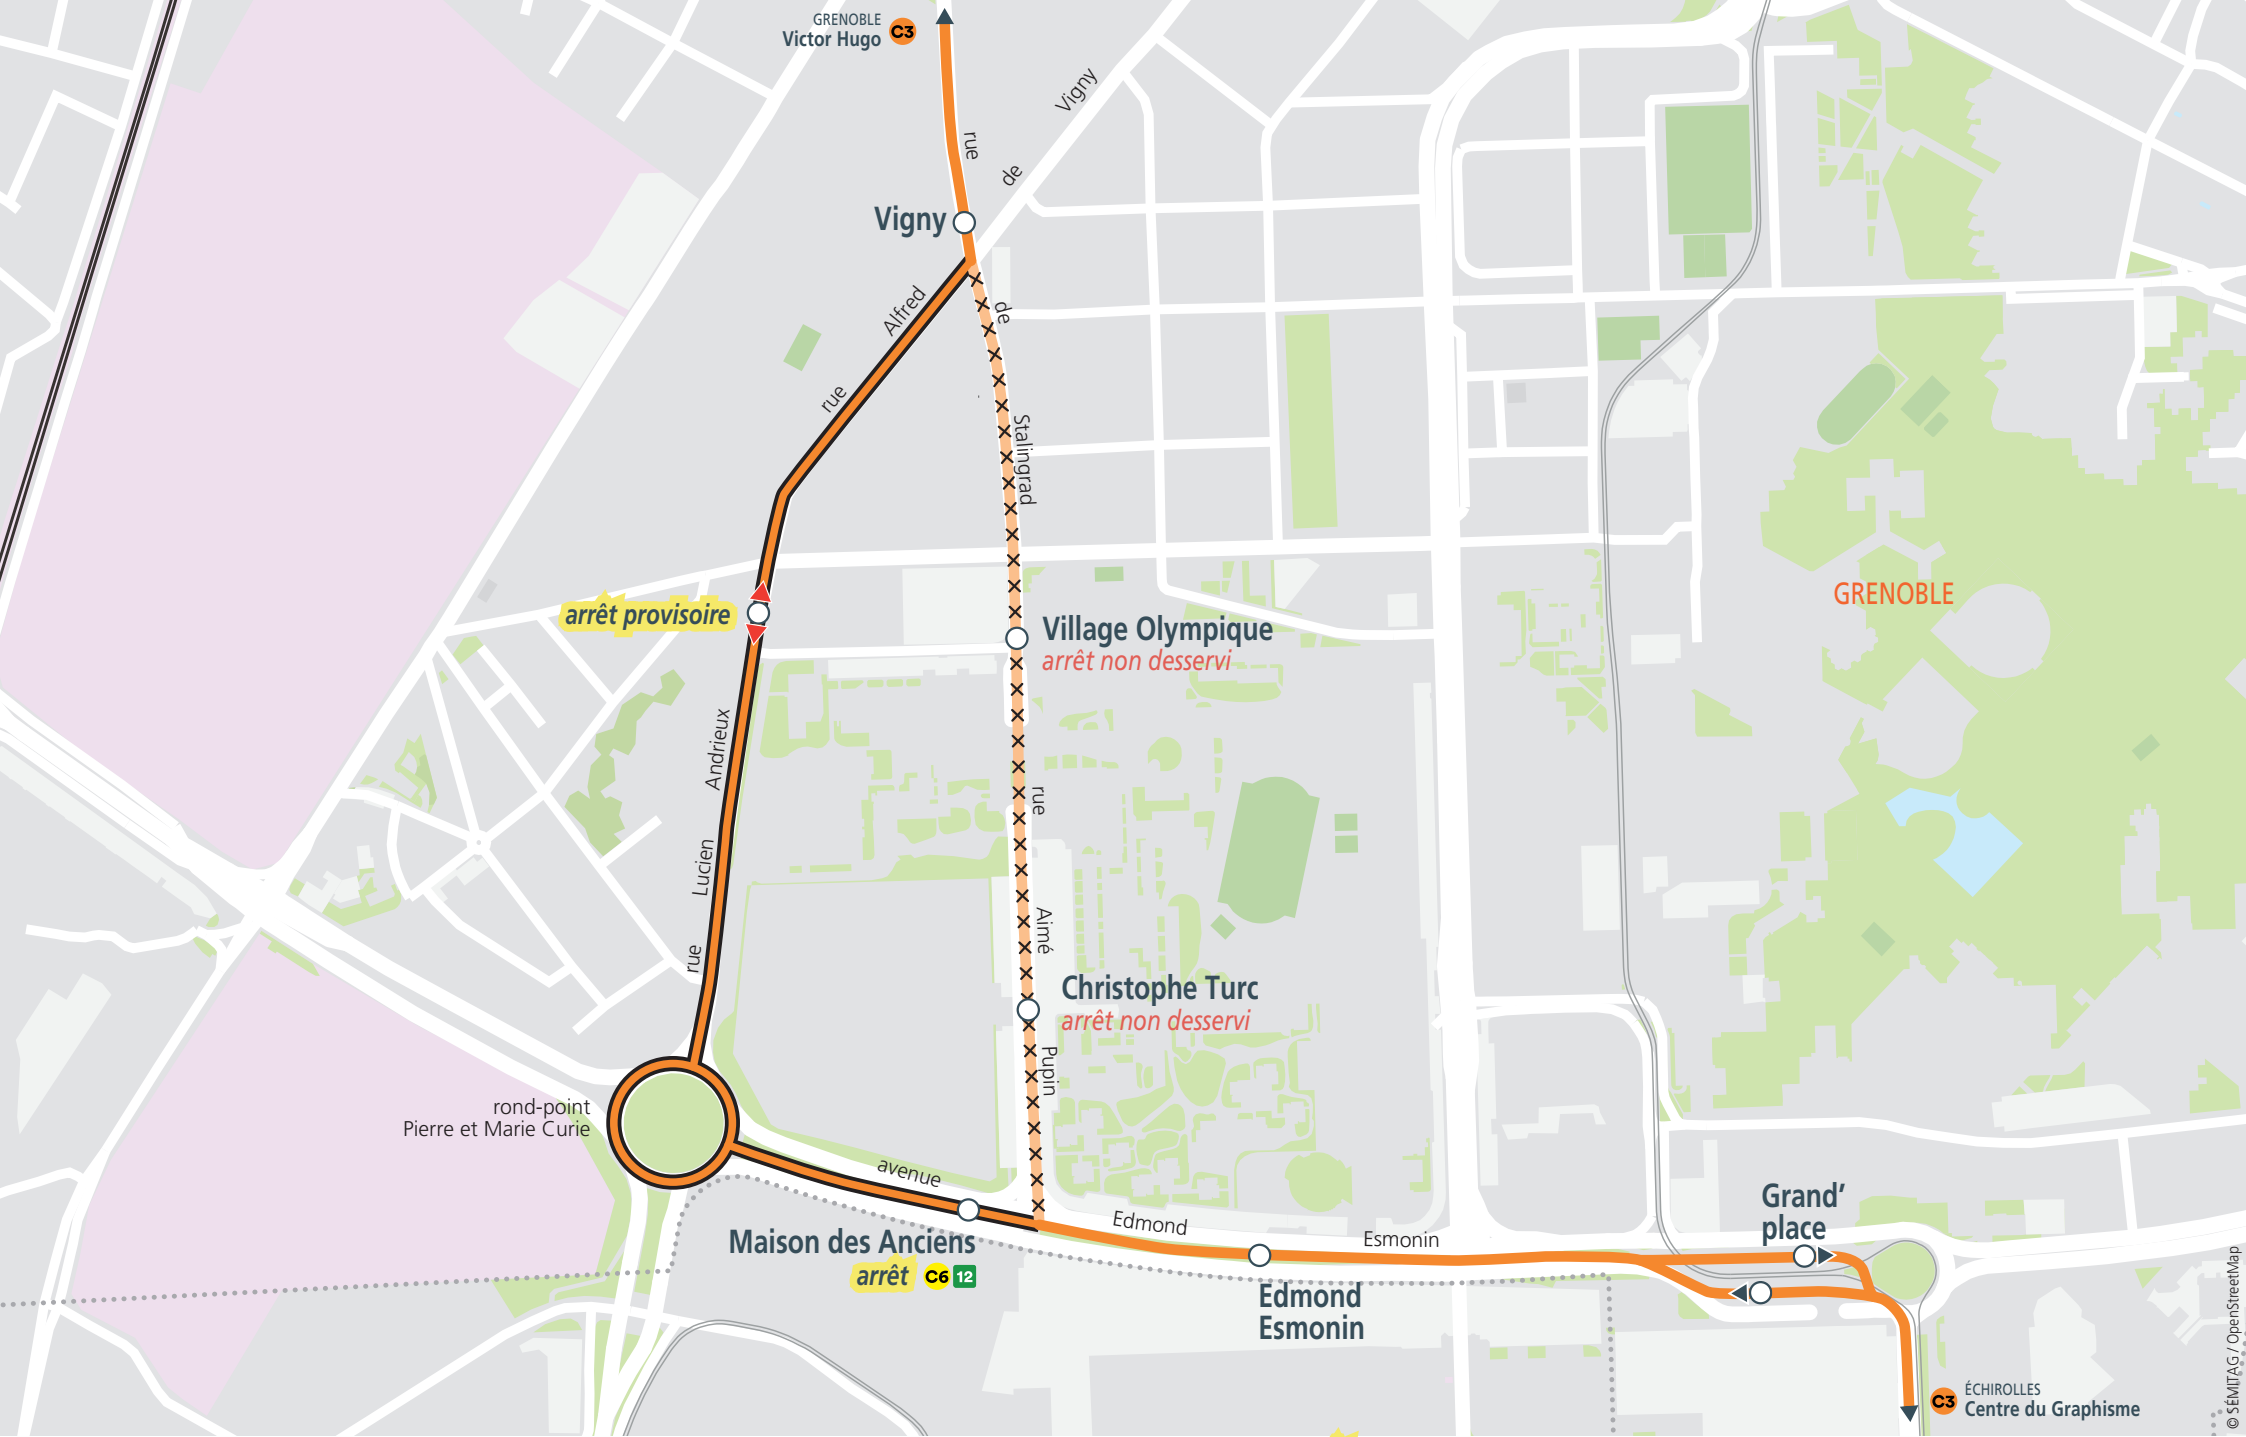 GRENOBLE
Victor Hugo
C3
rue
de
Vigny
Vigny
Alfred
rue
de
Stalingrad
arrêt provisoire
Village Olympique
arrêt non desservi
GRENOBLE
Andrieux
Lucien
rue
rue
Aimé
Pupin
Christophe Turc
arrêt non desservi
rond-point
Pierre et Marie Curie
avenue
Edmond
Esmonin
Maison des Anciens
arrêt C6 12
Edmond
Esmonin
Grand'
place
C3
ÉCHIROLLES
Centre du Graphisme
© SÉMITAG / OpenStreetMap